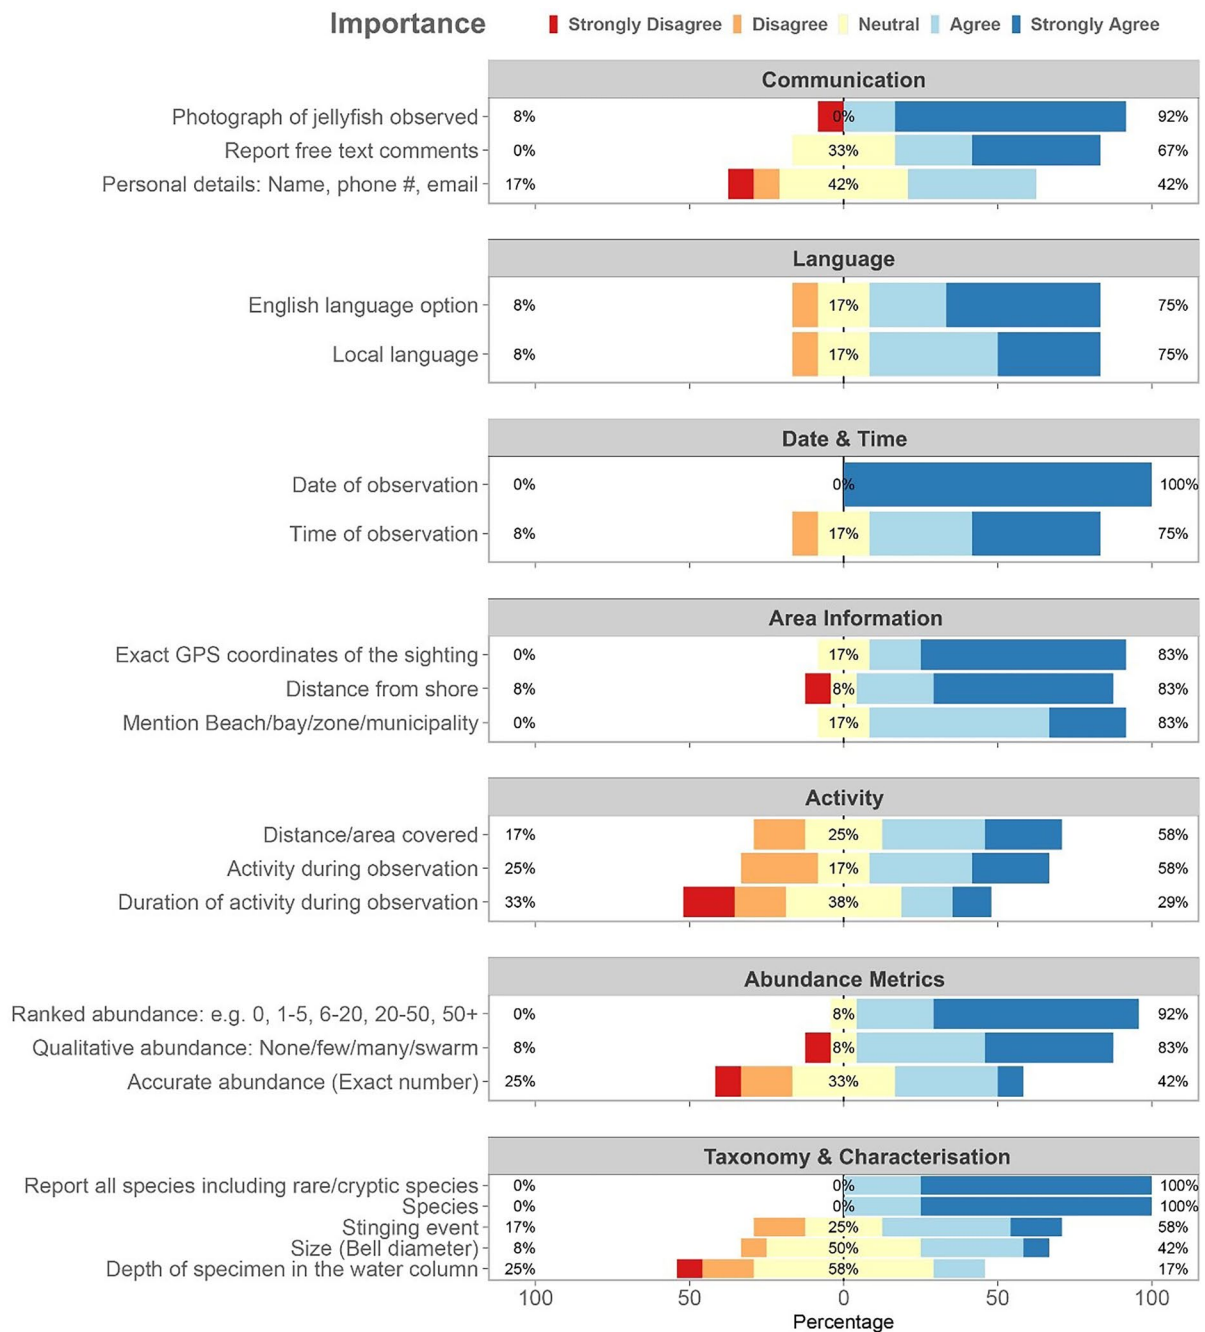 Importance Strongly Disagree Disagree Neutral Agree Strongly Agree
Communication
Photograph of jellyfish observed 8% 0% 92%
Report free text comments 0% 33% 67%
Personal details: Name, phone #, email 17% 42% 42%
Language
English language option 8% 17% 75%
Local language 8% 17% 75%
Date & Time
Date of observation 0% 0% 100%
Time of observation 8% 17% 75%
Area Information
Exact GPS coordinates of the sighting 0% 17% 83%
Distance from shore 8% 8% 83%
Mention Beach/bay/zone/municipality 0% 17% 83%
Activity
Distance/area covered 17% 25% 58%
Activity during observation 25% 17% 58%
Duration of activity during observation 33% 38% 29%
Abundance Metrics
Ranked abundance: e.g. 0, 1-5, 6-20, 20-50, 50+ 0% 8% 92%
Qualitative abundance: None/few/many/swarm 8% 8% 83%
Accurate abundance (Exact number) 25% 33% 42%
Taxonomy & Characterisation
Report all species including rare/cryptic species 0% 0% 100%
Species 0% 0% 100%
Stinging event 17% 25% 58%
Size (Bell diameter) 8% 50% 42%
Depth of specimen in the water column 25% 58% 17%
100 50 0 50 100
Percentage